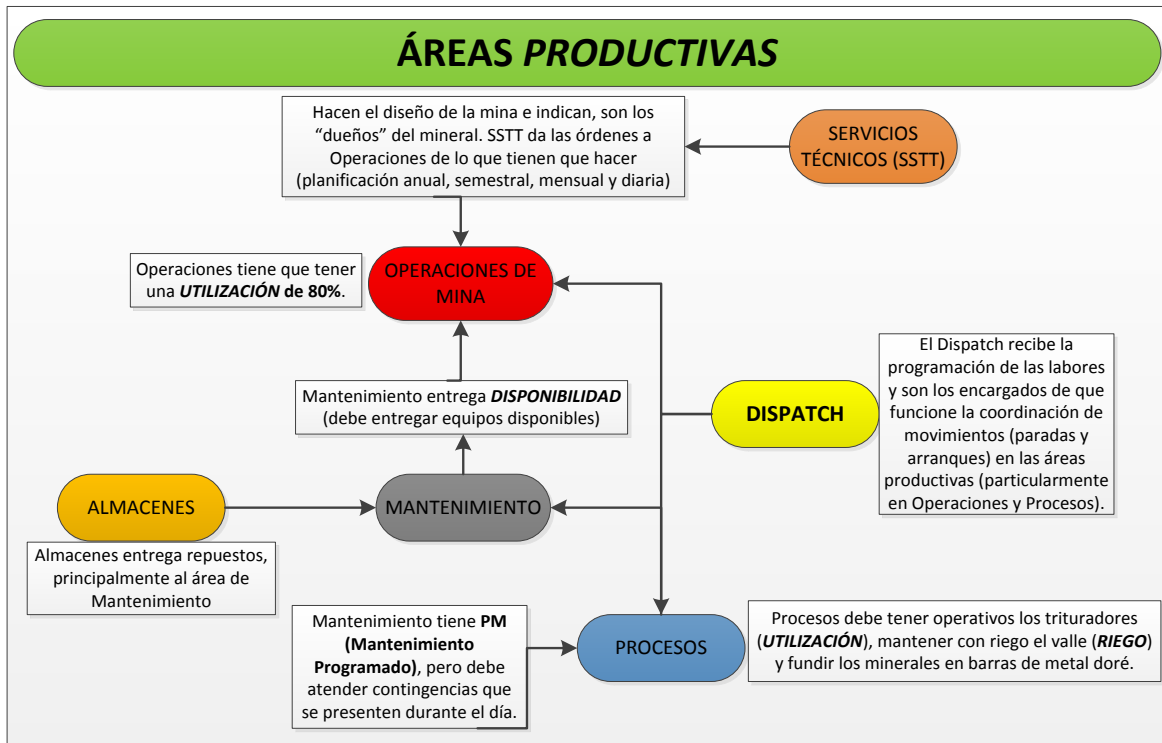 ÁREAS PRODUCTIVAS
Hacen el diseño de la mina e indican, son los
“dueños” del mineral. SSTT da las órdenes a
Operaciones de lo que tienen que hacer
(planificación anual, semestral, mensual y diaria)
SERVICIOS
TÉCNICOS (SSTT)
Operaciones tiene que tener
una UTILIZACIÓN de 80%.
OPERACIONES DE
MINA
El Dispatch recibe la
programación de las labores
y son los encargados de que
funcione la coordinación de
movimientos (paradas y
arranques) en las áreas
productivas (particularmente
en Operaciones y Procesos).
Mantenimiento entrega DISPONIBILIDAD
(debe entregar equipos disponibles)
DISPATCH
ALMACENES
MANTENIMIENTO
Almacenes entrega repuestos,
principalmente al área de
Mantenimiento
Mantenimiento tiene PM
(Mantenimiento
Programado), pero debe
atender contingencias que
se presenten durante el día.
PROCESOS
Procesos debe tener operativos los trituradores
(UTILIZACIÓN), mantener con riego el valle (RIEGO)
y fundir los minerales en barras de metal doré.